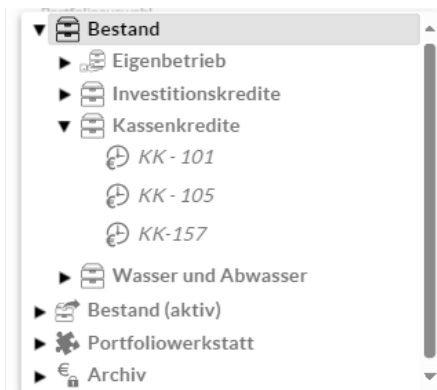 Bestand
Eigenbetrieb
Investitionskredite
Kassenkredite
KK - 101
KK - 105
KK-157
Wasser und Abwasser
Bestand (aktiv)
Portfoliowerkstatt
Archiv